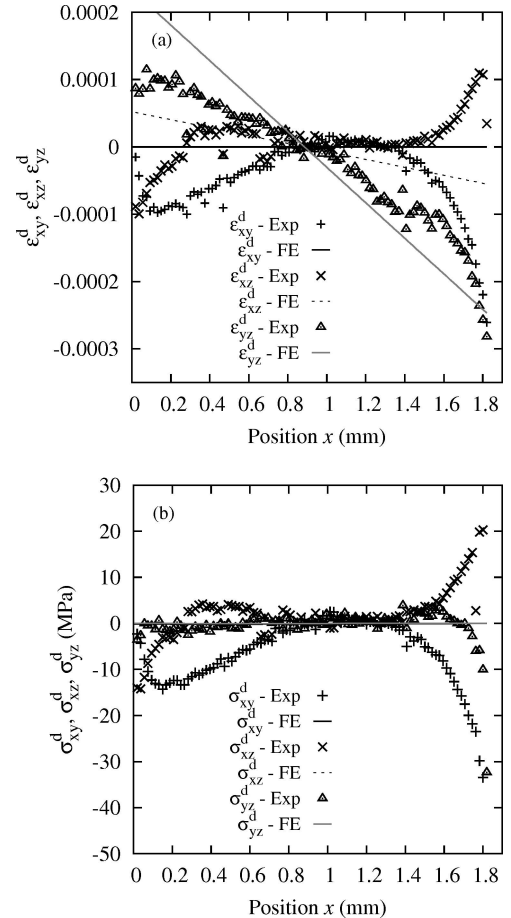 0.0002
0.0001
0
-0.0001
-0.0002
-0.0003
(a)
ε^d_xy, ε^d_xz, ε^d_yz
ε^d_xy - Exp
ε^d_xy - FE
ε^d_xz - Exp
ε^d_xz - FE
ε^d_yz - Exp
ε^d_yz - FE
0 0.2 0.4 0.6 0.8 1.0 1.2 1.4 1.6 1.8
Position x (mm)
30
20
10
0
-10
-20
-30
-40
-50
(b)
σ^d_xy, σ^d_xz, σ^d_yz (MPa)
σ^d_xy - Exp
σ^d_xy - FE
σ^d_xz - Exp
σ^d_xz - FE
σ^d_yz - Exp
σ^d_yz - FE
0 0.2 0.4 0.6 0.8 1.0 1.2 1.4 1.6 1.8
Position x (mm)